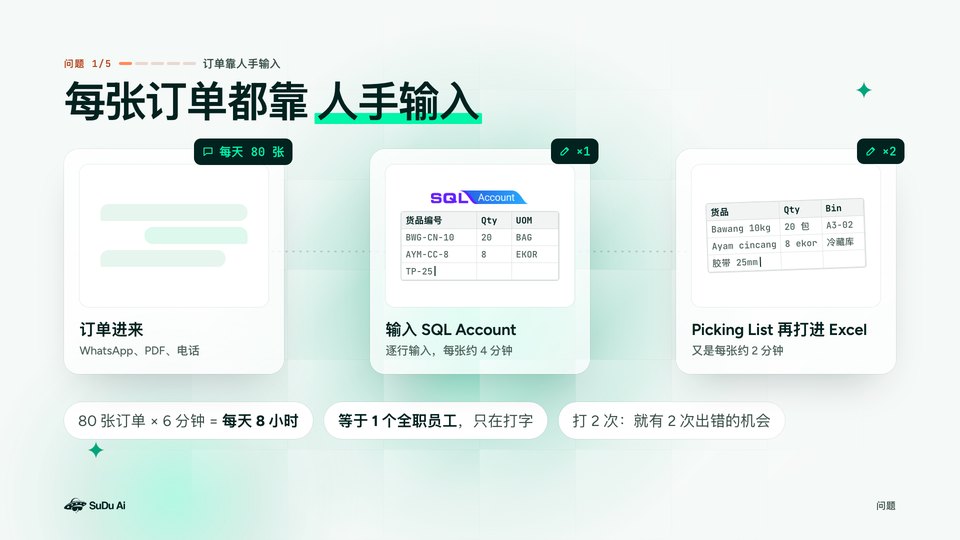 问题 1/5 订单靠人手输入
每张订单都靠 人手输入
每天 80 张
×1
×2
SQL Account
货品编号 Qty UOM
BWG-CN-10 20 BAG
AYM-CC-8 8 EKOR
TP-25
货品 Qty Bin
Bawang 10kg 20 包 A3-02
Ayam cincang 8 ekor 冷藏库
胶带 25mm
订单进来
WhatsApp、PDF、电话
输入 SQL Account
逐行输入，每张约 4 分钟
Picking List 再打进 Excel
又是每张约 2 分钟
80 张订单 × 6 分钟 = 每天 8 小时
等于 1 个全职员工，只在打字
打 2 次：就有 2 次出错的机会
SuDu Ai
问题